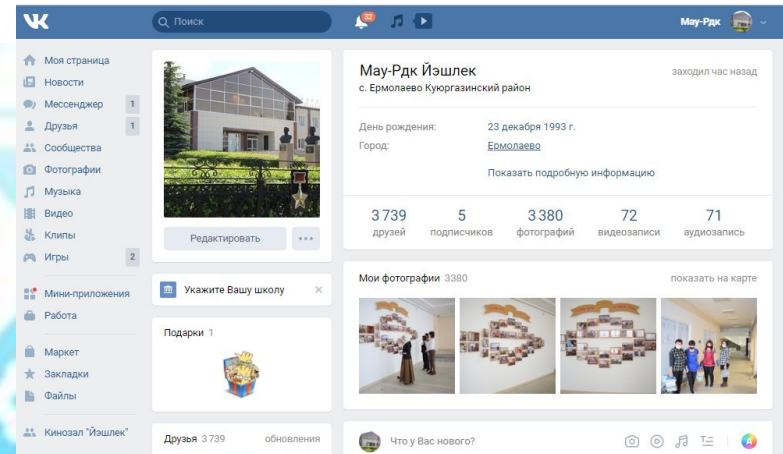 Поиск
32
Мау-Рдк
Моя страница
Новости
Мессенджер 1
Друзья 1
Сообщества
Фотографии
Музыка
Видео
Клипы
Игры 2
Мини-приложения
Работа
Маркет
Закладки
Файлы
Кинозал "Йэшлек"
Редактировать
Укажите Вашу школу
Подарки 1
Друзья 3 739 обновления
Мау-Рдк Йэшлек заходил час назад
с. Ермолаево Куюргазинский район
День рождения: 23 декабря 1993 г.
Город: Ермолаево
Показать подробную информацию
3 739 5 3 380 72 71
друзей подписчиков фотографий видеозаписи аудиозапись
Мои фотографии 3380 показать на карте
Что у Вас нового?